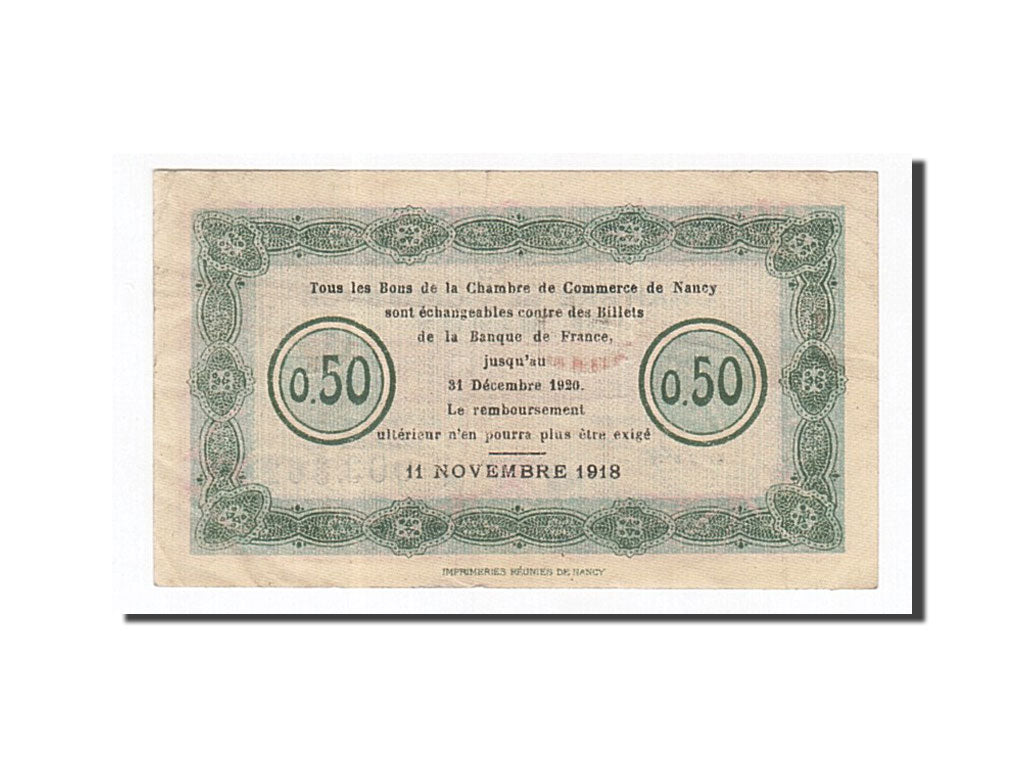 Tous les Bons de la Chambre de Commerce de Nancy
sont échangeables contre des Billets
de la Banque de France,
jusqu'au
31 Décembre 1920.
Le remboursement
ultérieur n'en pourra plus être exigé
0.50
0.50
11 NOVEMBRE 1918
IMPRIMERIES RÉUNIES DE NANCY